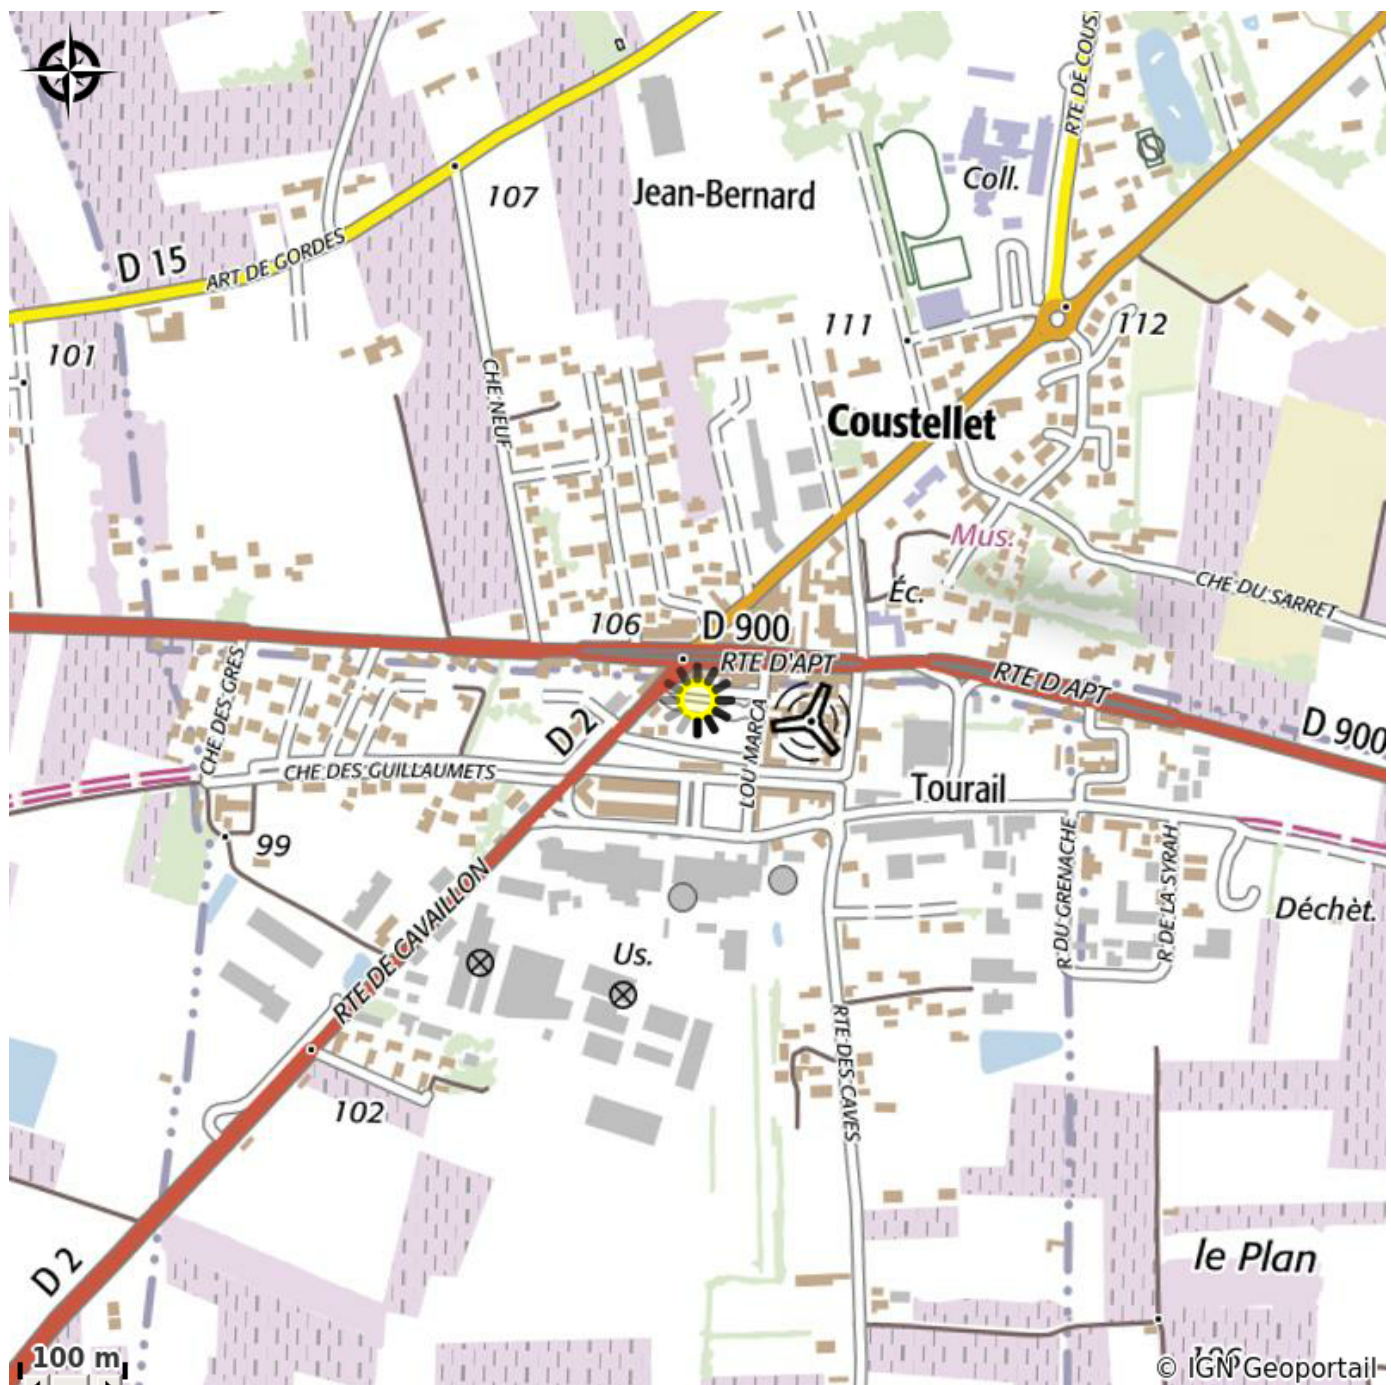 RTE DE COUS
107
Jean-Bernard
Coll.
D 15
ART DE GORDES
111
112
101
CHE NEUF
Coustellet
Mus.
CHE DU SARRET
Éc.
106
D 900
RTE D'APT
RTE D APT
CHE DES GRES
D 2
LOU MARCA
D 900
CHE DES GUILLAUMETS
Tourail
99
RTE DE CAVAILLON
R DU GRENACHE
R DE LA SYRAH
Déchèt.
Us.
RTE DES CAVES
102
le Plan
D 2
100 m
© IGN Geoportail